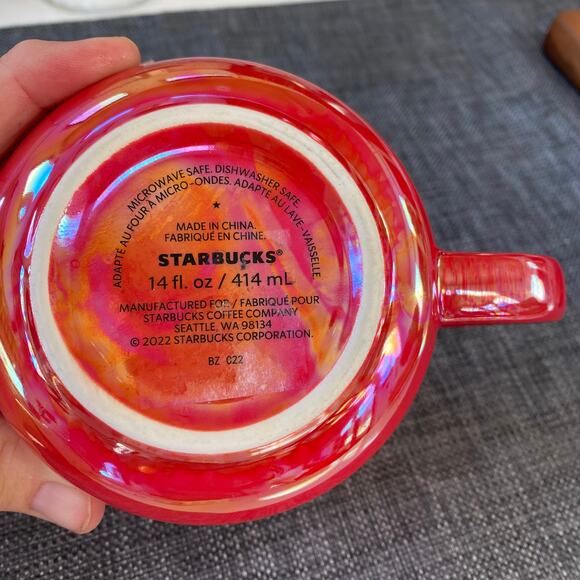 MICROWAVE SAFE. DISHWASHER SAFE.
ADAPTÉ AU FOUR À MICRO-ONDES. ADAPTÉ AU LAVE-VAISSELLE.
★
MADE IN CHINA.
FABRIQUÉ EN CHINE.
STARBUCKS®
14 fl. oz / 414 mL
MANUFACTURED FOR / FABRIQUÉ POUR
STARBUCKS COFFEE COMPANY
SEATTLE, WA 98134
© 2022 STARBUCKS CORPORATION.
BZ 022